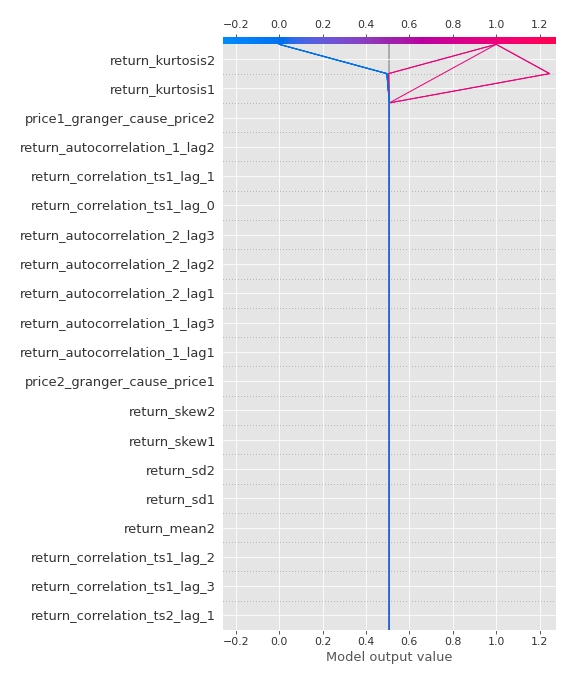 −0.2 0.0 0.2 0.4 0.6 0.8 1.0 1.2
return_kurtosis2
return_kurtosis1
price1_granger_cause_price2
return_autocorrelation_1_lag2
return_correlation_ts1_lag_1
return_correlation_ts1_lag_0
return_autocorrelation_2_lag3
return_autocorrelation_2_lag2
return_autocorrelation_2_lag1
return_autocorrelation_1_lag3
return_autocorrelation_1_lag1
price2_granger_cause_price1
return_skew2
return_skew1
return_sd2
return_sd1
return_mean2
return_correlation_ts1_lag_2
return_correlation_ts1_lag_3
return_correlation_ts2_lag_1
−0.2 0.0 0.2 0.4 0.6 0.8 1.0 1.2
Model output value